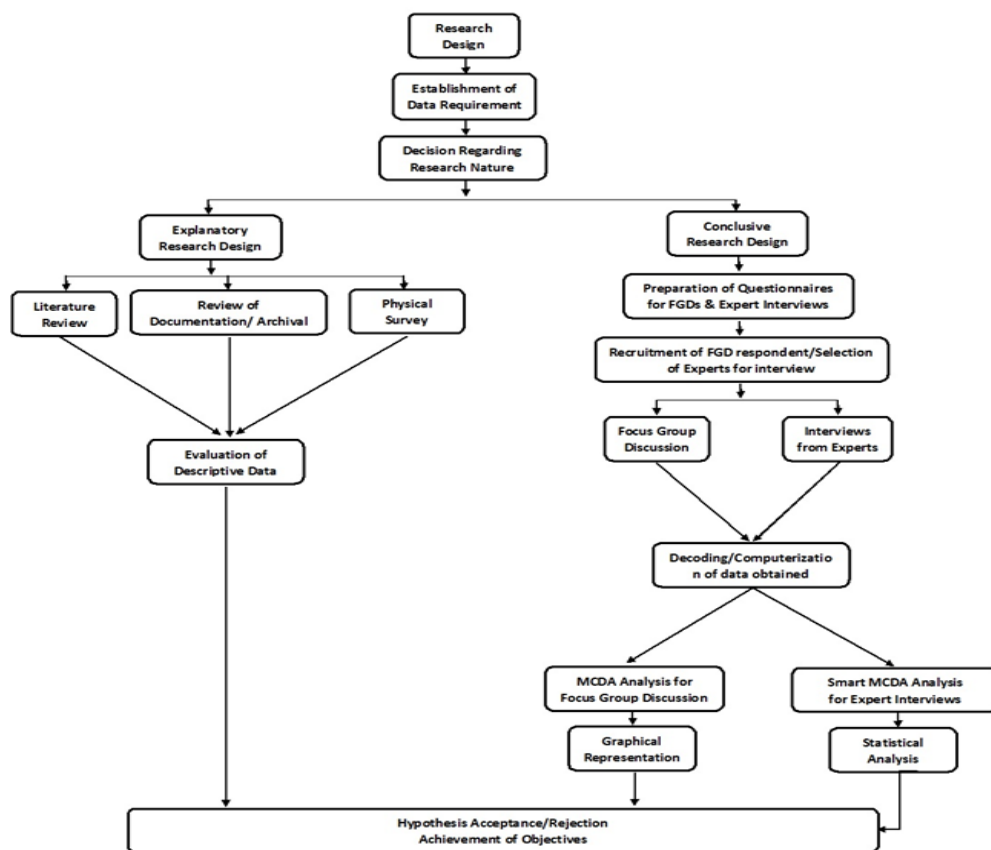 Research
Design
Establishment of
Data Requirement
Decision Regarding
Research Nature
Explanatory
Research Design
Conclusive
Research Design
Literature
Review
Review of
Documentation/ Archival
Physical
Survey
Preparation of Questionnaires
for FGDs & Expert Interviews
Recruitment of FGD respondent/Selection
of Experts for interview
Focus Group
Discussion
Interviews
from Experts
Evaluation of
Descriptive Data
Decoding/Computerizatio
n of data obtained
MCDA Analysis for
Focus Group Discussion
Smart MCDA Analysis
for Expert Interviews
Graphical
Representation
Statistical
Analysis
Hypothesis Acceptance/Rejection
Achievement of Objectives